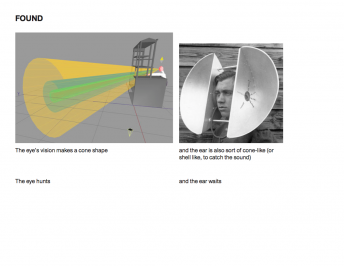 FOUND
The eye's vision makes a cone shape
and the ear is also sort of cone-like (or
shell like, to catch the sound)
The eye hunts
and the ear waits